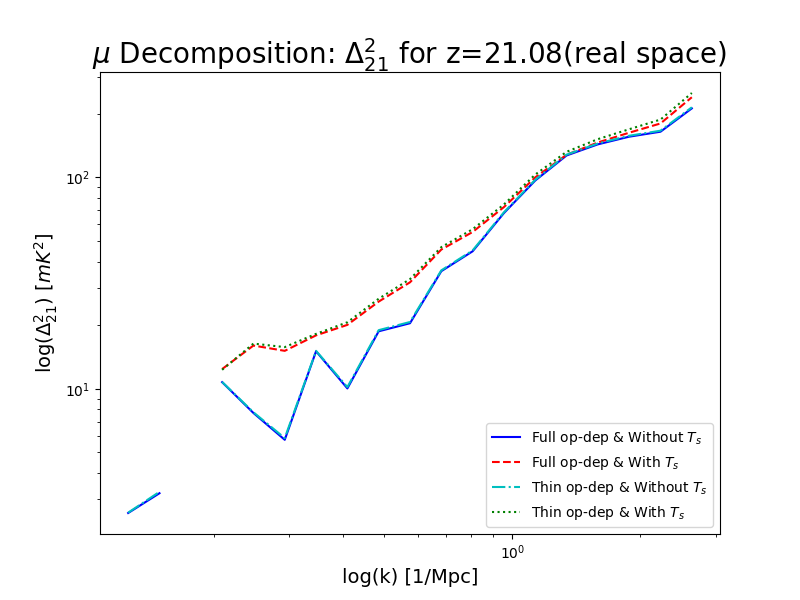 μ Decomposition: Δ²₂₁ for z=21.08(real space)
log(Δ²₂₁) [mK²]
10²
10¹
10⁰
log(k) [1/Mpc]
Full op-dep & Without Tₛ
Full op-dep & With Tₛ
Thin op-dep & Without Tₛ
Thin op-dep & With Tₛ